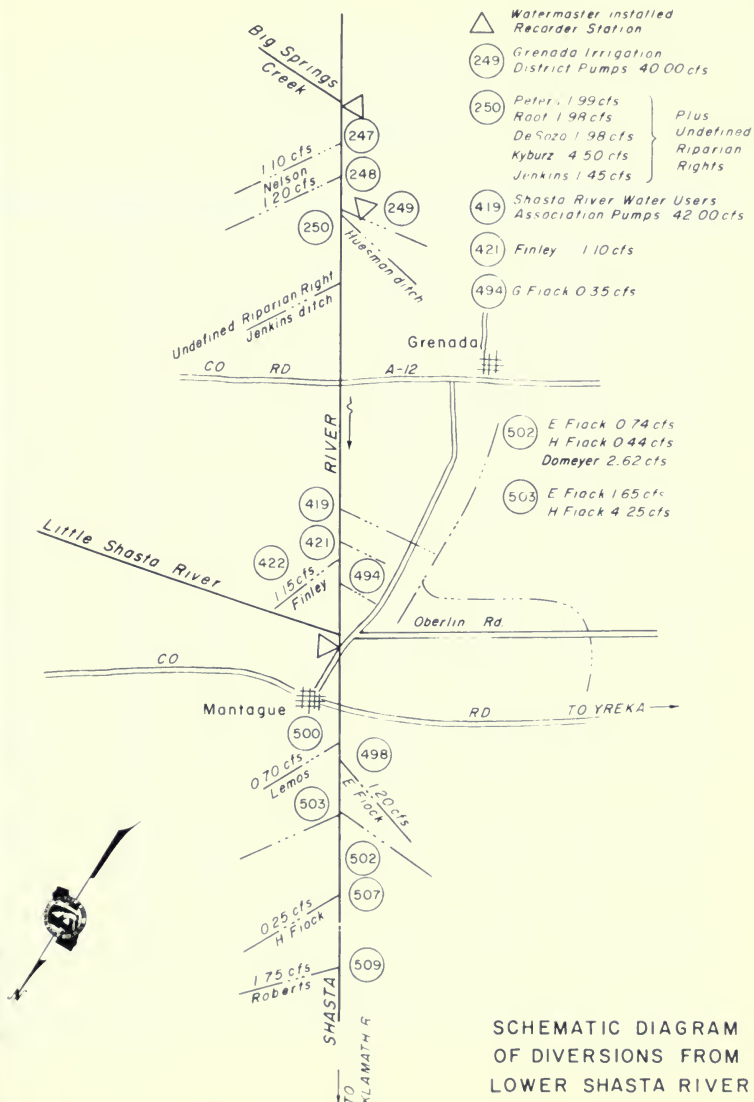 Watermaster installed
Recorder Station
249 Grenada Irrigation
District Pumps 40 00 cfs
250 Peters 1.99 cfs
Root 1.98 cfs
DeSoza 1.98 cfs
Kyburz 4.50 cfs
Jenkins 1.45 cfs
Plus
Undefined
Riparian
Rights
419 Shasta River Water Users
Association Pumps 42 00 cfs
421 Finley 1 10 cfs
494 G Fiock 0 35 cfs
Big Springs
Creek
247
1.10 cfs
Nelson
248
1.20 cfs
249
250
Huesman ditch
Undefined Riparian Right
Jenkins ditch
Grenada
CO RD A-12
RIVER
502 E Fiock 0 74 cfs
H Fiock 0 44 cfs
Domeyer 2.62 cfs
503 E Fiock 1 65 cfs
H Fiock 4 25 cfs
419
421
422
1.15 cfs
Finley
494
Little Shasta River
Oberlin Rd.
CO RD
Montague
TO YREKA
500
0.70 cfs
Lemos
498
1.20 cfs
E Fiock
503
502
507
0.25 cfs
H Fiock
509
1.75 cfs
Roberts
SHASTA
TO
KLAMATH R
N
SCHEMATIC DIAGRAM
OF DIVERSIONS FROM
LOWER SHASTA RIVER